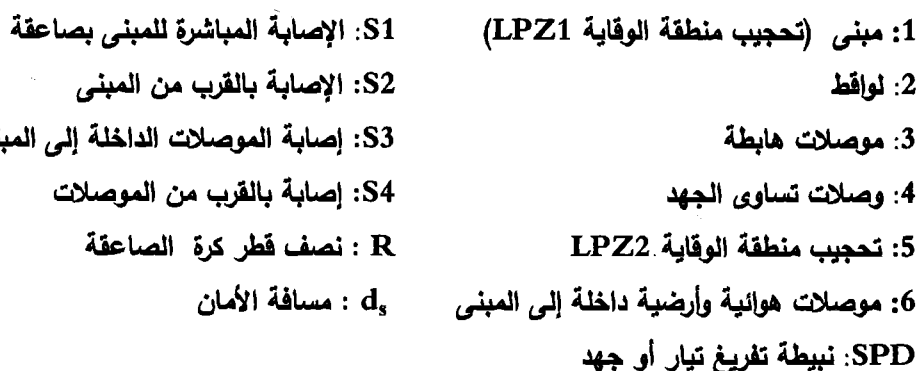 1: مبنى (تحجيب منطقة الوقاية LPZ1)
2: لواقط
3: موصلات هابطة
4: وصلات تساوى الجهد
5: تحجيب منطقة الوقاية LPZ2
6: موصلات هوائية وأرضية داخلة إلى المبنى
SPD: نبيطة تفريغ تيار أو جهد
S1: الإصابة المباشرة للمبنى بصاعقة
S2: الإصابة بالقرب من المبنى
S3: إصابة الموصلات الداخلة إلى
S4: إصابة بالقرب من الموصلات
R : نصف قطر كرة الصاعقة
ds : مسافة الأمان